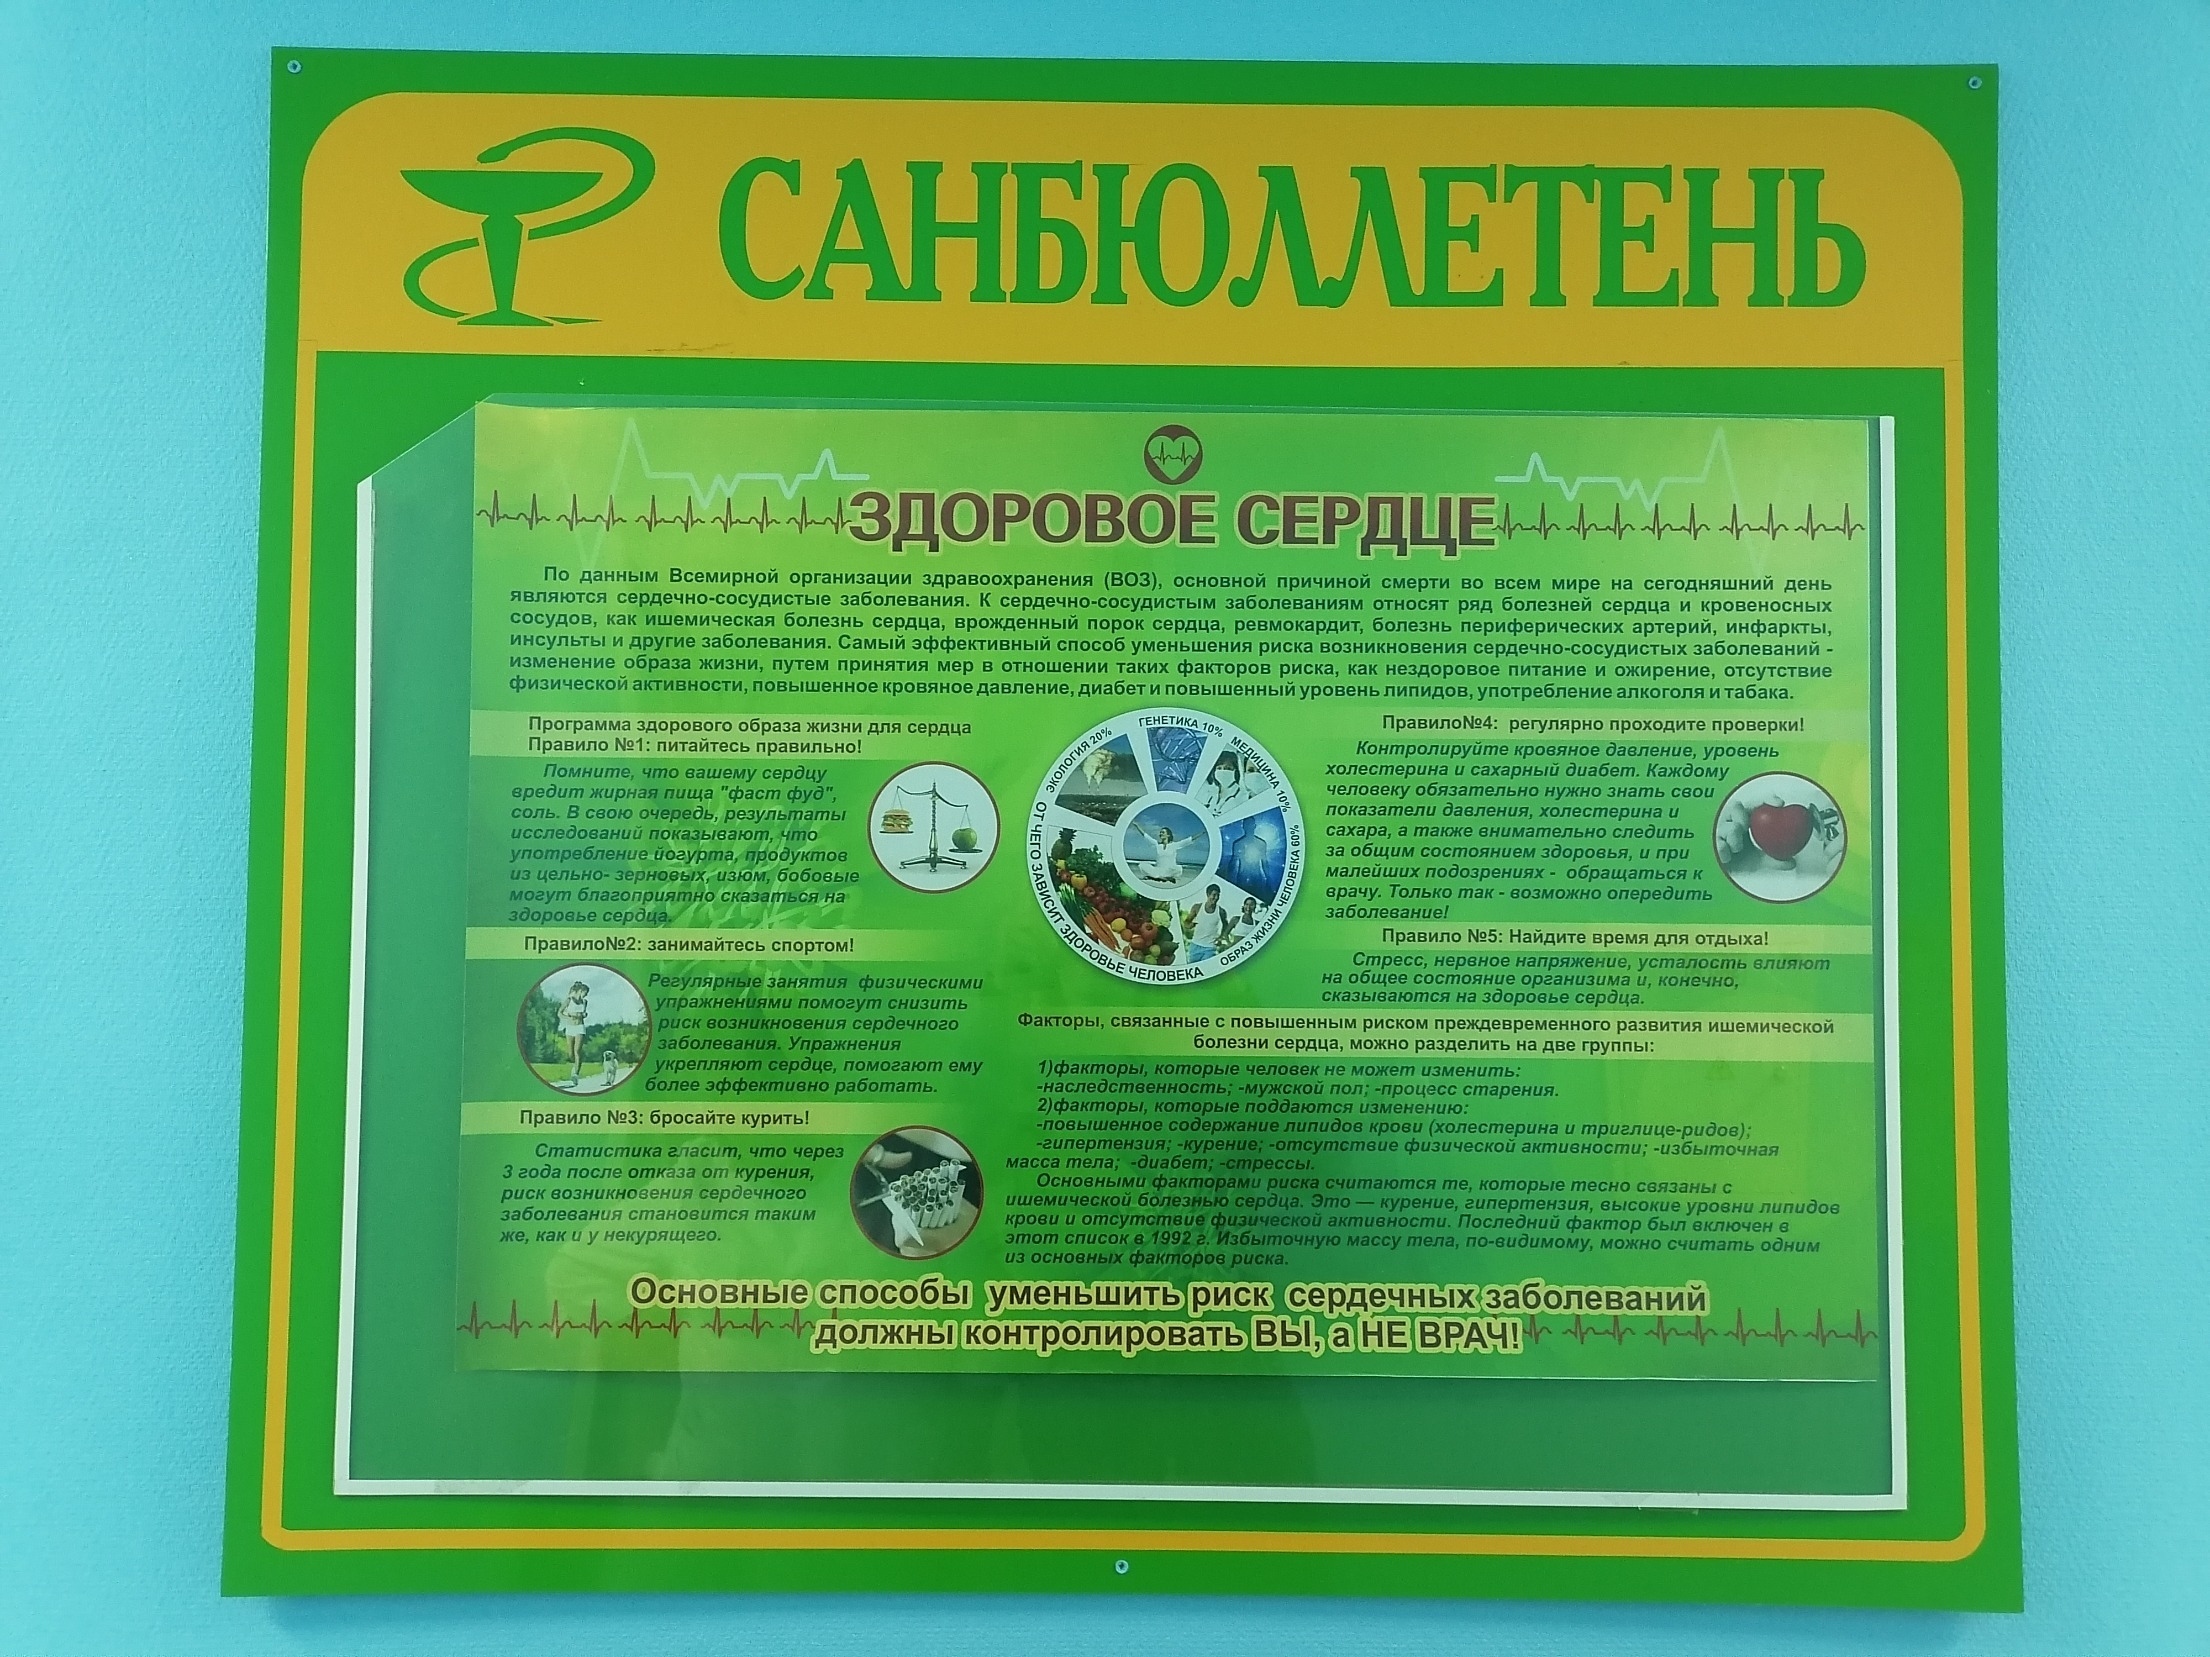 САНБЮЛЛЕТЕНЬ
ЗДОРОВОЕ СЕРДЦЕ
По данным Всемирной организации здравоохранения (ВОЗ), основной причиной смерти во всем мире на сегодняшний день
являются сердечно-сосудистые заболевания. К сердечно-сосудистым заболеваниям относят ряд болезней сердца и кровеносных
сосудов, как ишемическая болезнь сердца, врожденный порок сердца, ревмокардит, болезнь периферических артерий, инфаркты,
инсульты и другие заболевания. Самый эффективный способ уменьшения риска возникновения сердечно-сосудистых заболеваний -
изменение образа жизни, путем принятия мер в отношении таких факторов риска, как нездоровое питание и ожирение, отсутствие
физической активности, повышенное кровяное давление, диабет и повышенный уровень липидов, употребление алкоголя и табака.
Программа здорового образа жизни для сердца
Правило №1: питайтесь правильно!
Помните, что вашему сердцу
вредит жирная пища "фаст фуд",
соль. В свою очередь, результаты
исследований показывают, что
употребление йогурта, продуктов
из цельно- зерновых, изюм, бобовые
могут благоприятно сказаться на
здоровье сердца.
Правило№2: занимайтесь спортом!
Регулярные занятия физическими
упражнениями помогут снизить
риск возникновения сердечного
заболевания. Упражнения
укрепляют сердце, помогают ему
более эффективно работать.
Правило №3: бросайте курить!
Статистика гласит, что через
3 года после отказа от курения,
риск возникновения сердечного
заболевания становится таким
же, как и у некурящего.
ЭКОЛОГИЯ 20%
ГЕНЕТИКА 10%
МЕДИЦИНА 10%
ОБРАЗ ЖИЗНИ ЧЕЛОВЕКА 60%
ОТ ЧЕГО ЗАВИСИТ ЗДОРОВЬЕ ЧЕЛОВЕКА
Правило№4: регулярно проходите проверки!
Контролируйте кровяное давление, уровень
холестерина и сахарный диабет. Каждому
человеку обязательно нужно знать свои
показатели давления, холестерина и
сахара, а также внимательно следить
за общим состоянием здоровья, и при
малейших подозрениях - обращаться к
врачу. Только так - возможно опередить
заболевание!
Правило №5: Найдите время для отдыха!
Стресс, нервное напряжение, усталость влияют
на общее состояние организма и, конечно,
сказываются на здоровье сердца.
Факторы, связанные с повышенным риском преждевременного развития ишемической
болезни сердца, можно разделить на две группы:
1)факторы, которые человек не может изменить:
-наследственность; -мужской пол; -процесс старения.
2)факторы, которые поддаются изменению:
-повышенное содержание липидов крови (холестерина и триглице-ридов);
-гипертензия; -курение; -отсутствие физической активности; -избыточная
масса тела; -диабет; -стрессы.
Основными факторами риска считаются те, которые тесно связаны с
ишемической болезнью сердца. Это — курение, гипертензия, высокие уровни липидов
крови и отсутствие физической активности. Последний фактор был включен в
этот список в 1992 г. Избыточную массу тела, по-видимому, можно считать одним
из основных факторов риска.
Основные способы уменьшить риск сердечных заболеваний
должны контролировать ВЫ, а НЕ ВРАЧ!